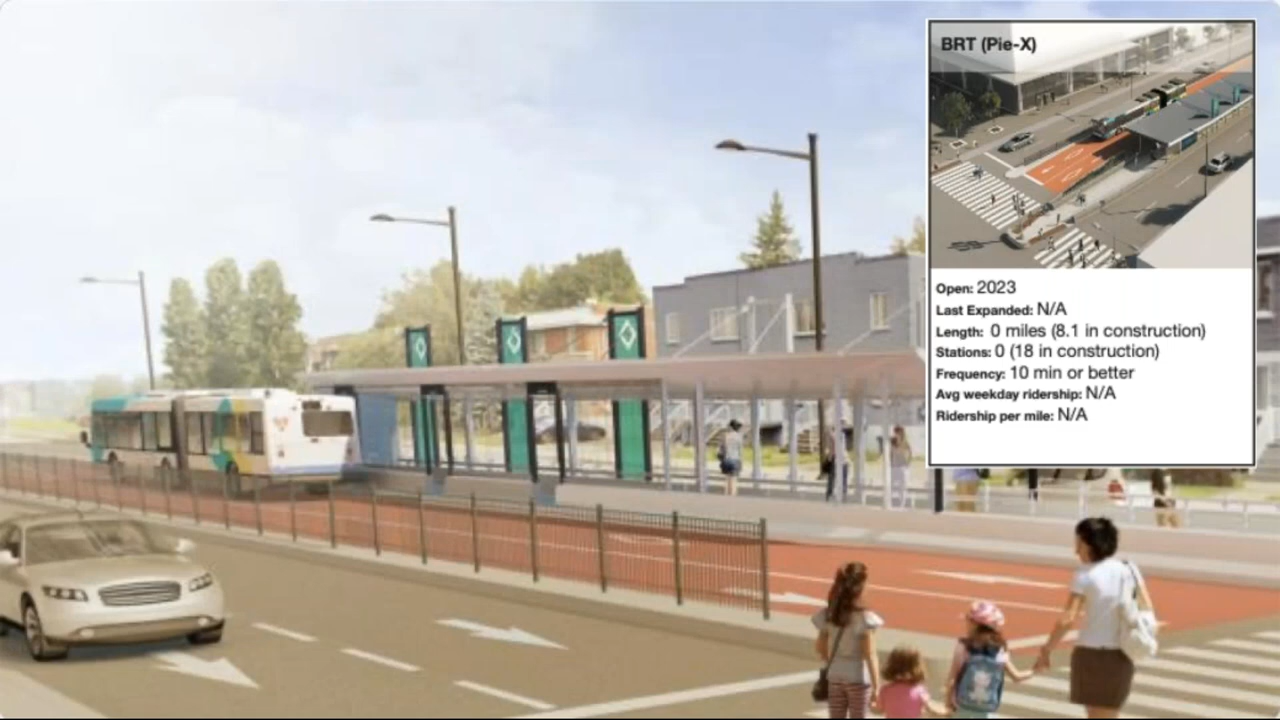 BRT (Pie-X)
Open: 2023
Last Expanded: N/A
Length: 0 miles (8.1 in construction)
Stations: 0 (18 in construction)
Frequency: 10 min or better
Avg weekday ridership: N/A
Ridership per mile: N/A